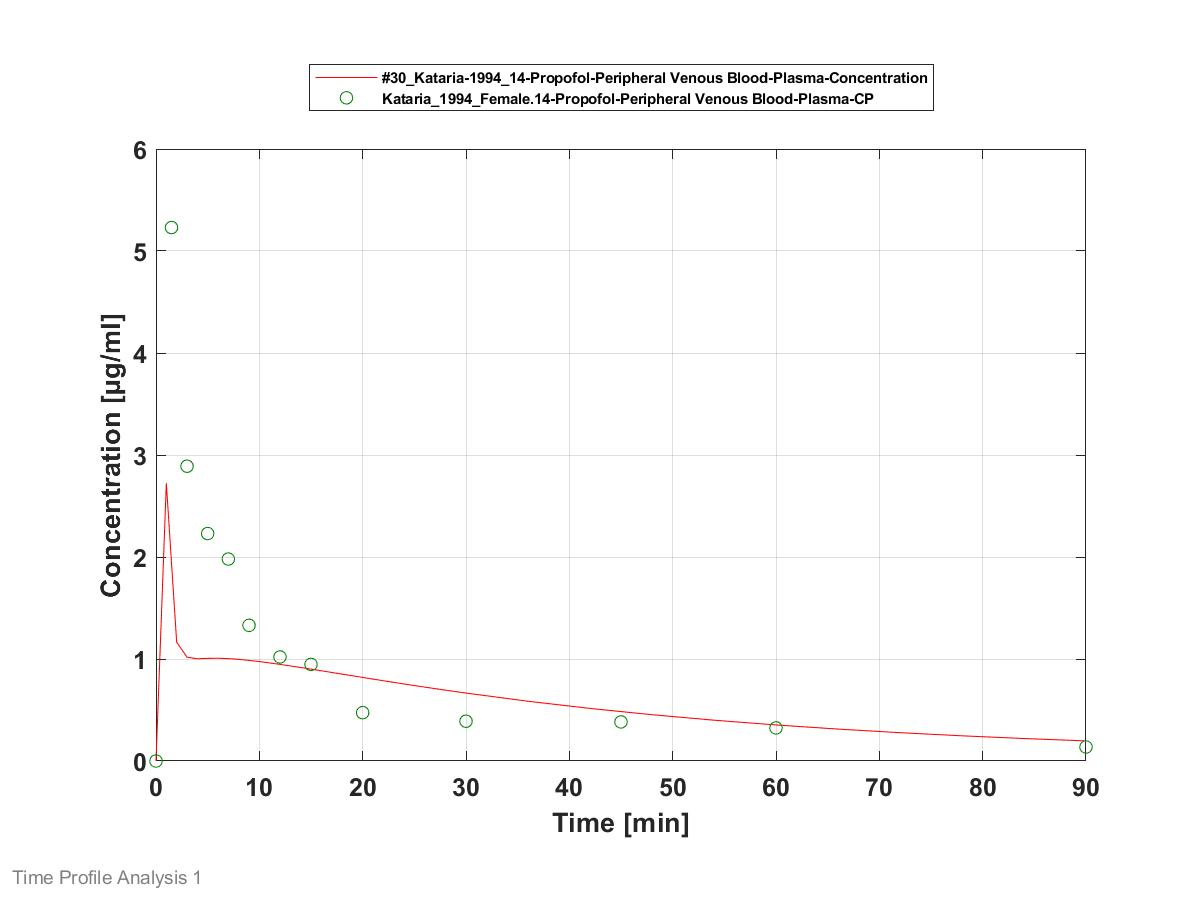 #30_Kataria-1994_14-Propofol-Peripheral Venous Blood-Plasma-Concentration
Kataria_1994_Female.14-Propofol-Peripheral Venous Blood-Plasma-CP
6
5
4
3
2
1
0
Concentration [µg/ml]
0 10 20 30 40 50 60 70 80 90
Time [min]
Time Profile Analysis 1